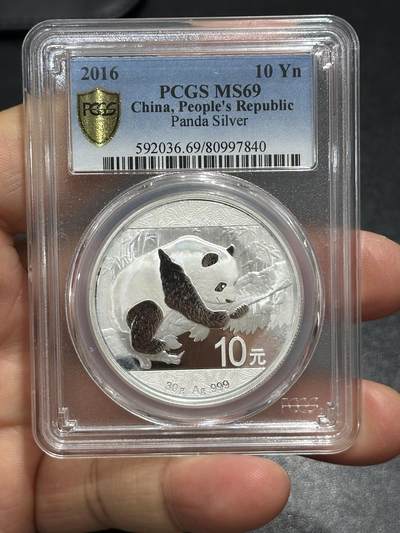 2016 10 Yn
PCGS MS69
China, People's Republic
Panda Silver
PCGS
592036.69/80997840
10元
30g Ag .999
PCGS